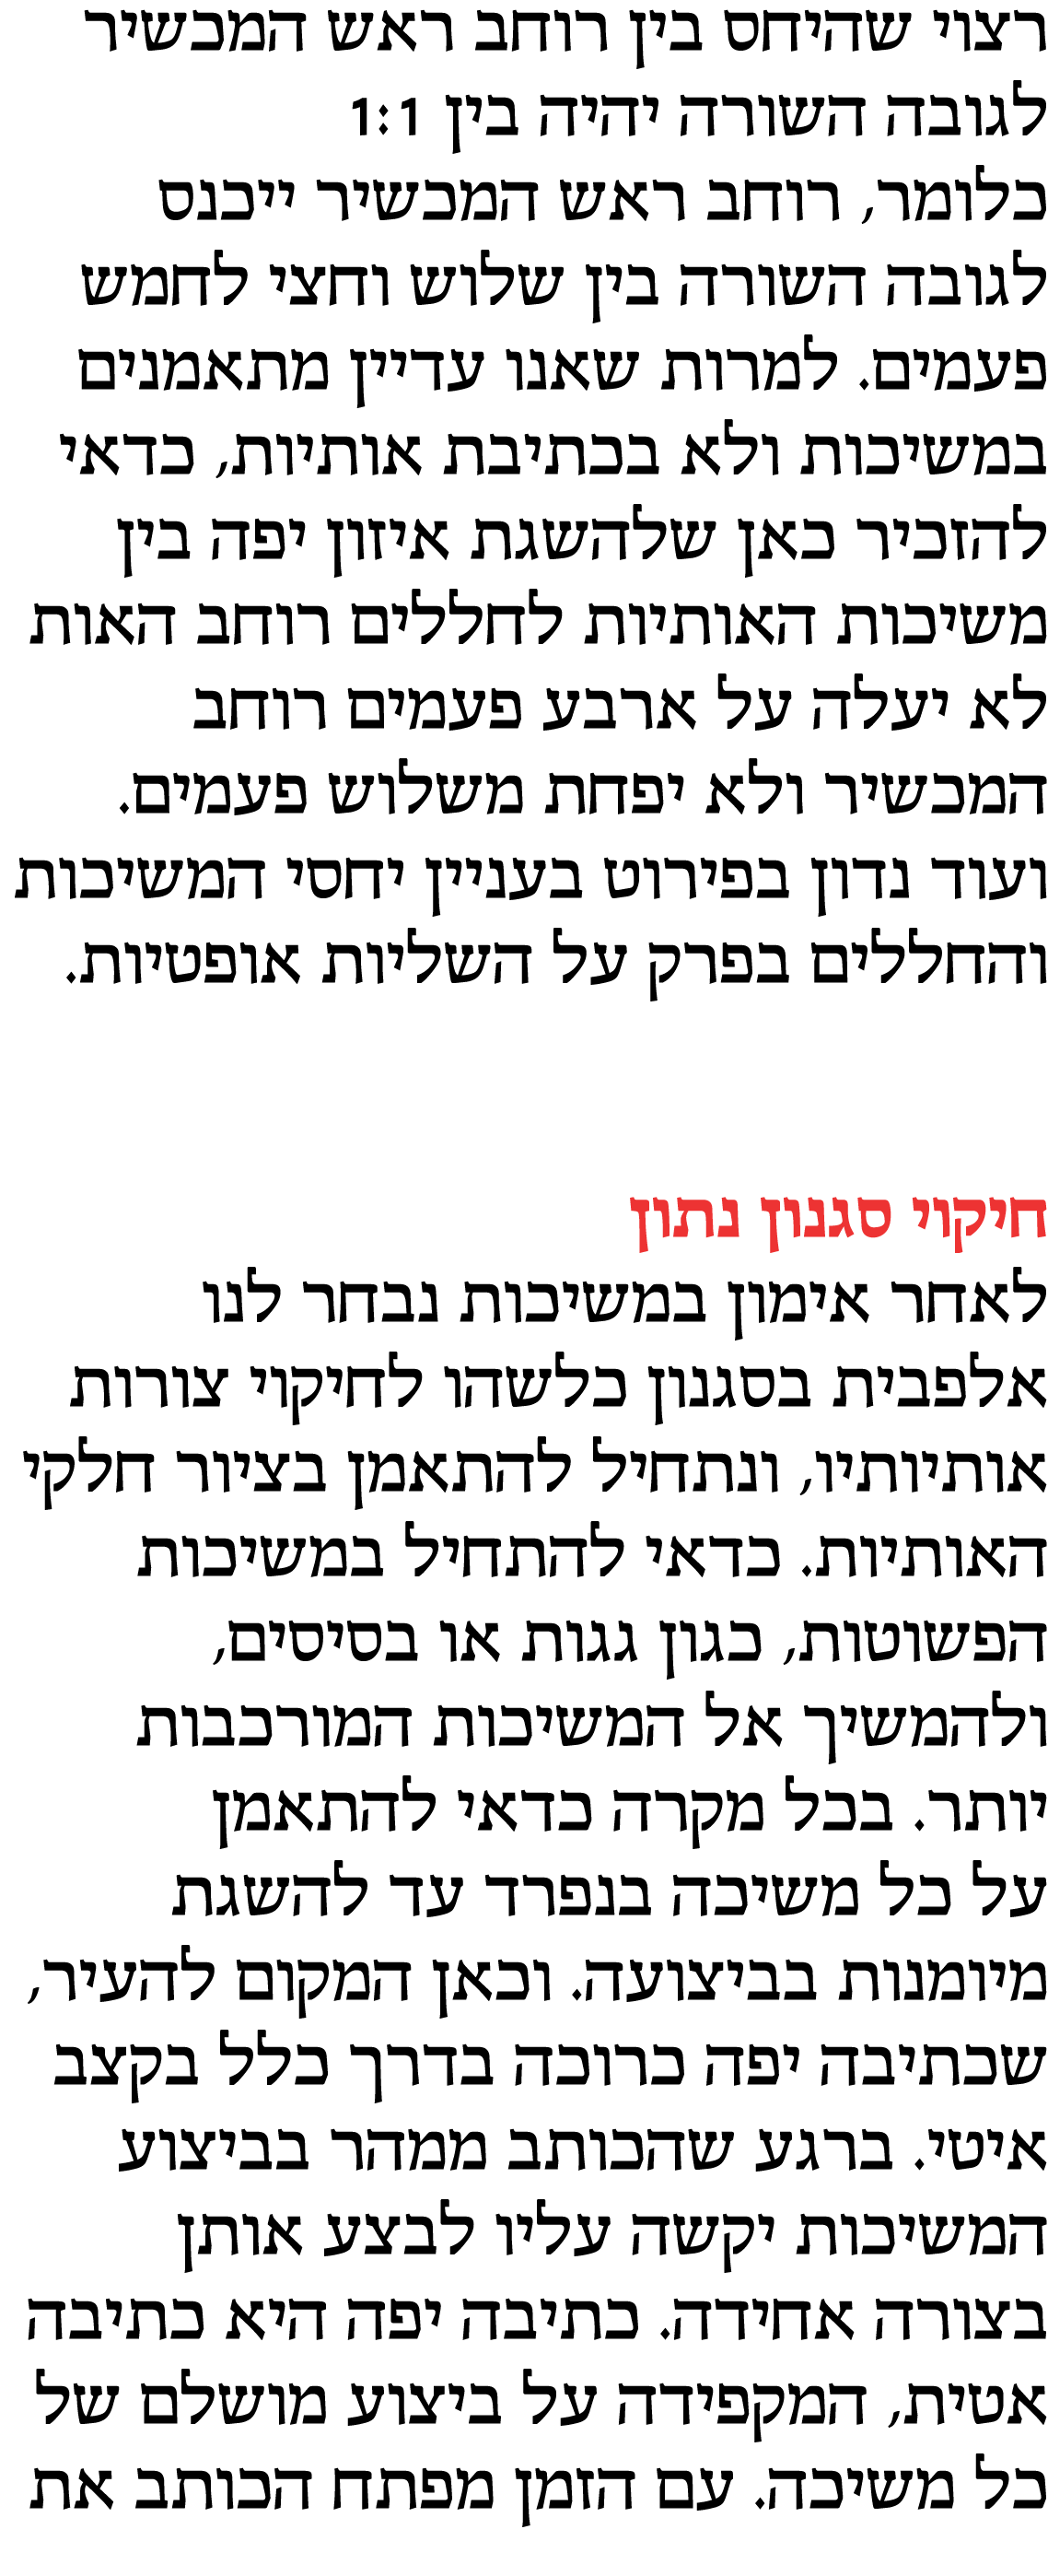 רצוי שהיחס בין רוחב ראש המכשיר
לגובה השורה יהיה בין 1:1
כלומר, רוחב ראש המכשיר ייכנס
לגובה השורה בין שלוש וחצי לחמש
פעמים. למרות שאנו עדיין מתאמנים
במשיכות ולא בכתיבת אותיות, כדאי
להזכיר כאן שלהשגת איזון יפה בין
משיכות האותיות לחללים רוחב האות
לא יעלה על ארבע פעמים רוחב
המכשיר ולא יפחת משלוש פעמים.
ועוד נדון בפירוט בעניין יחסי המשיכות
והחללים בפרק על השליות אופטיות.
חיקוי סגנון נתון
לאחר אימון במשיכות נבחר לנו
אלפבית בסגנון כלשהו לחיקוי צורות
אותיותיו, ונתחיל להתאמן בציור חלקי
האותיות. כדאי להתחיל במשיכות
הפשוטות, כגון גגות או בסיסים,
ולהמשיך אל המשיכות המורכבות
יותר. בכל מקרה כדאי להתאמן
על כל משיכה בנפרד עד להשגת
מיומנות בביצועה. וכאן המקום להעיר,
שכתיבה יפה כרוכה בדרך כלל בקצב
איטי. ברגע שהכותב ממהר בביצוע
המשיכות יקשה עליו לבצע אותן
בצורה אחידה. כתיבה יפה היא כתיבה
אטית, המקפידה על ביצוע מושלם של
כל משיכה. עם הזמן מפתח הכותב את